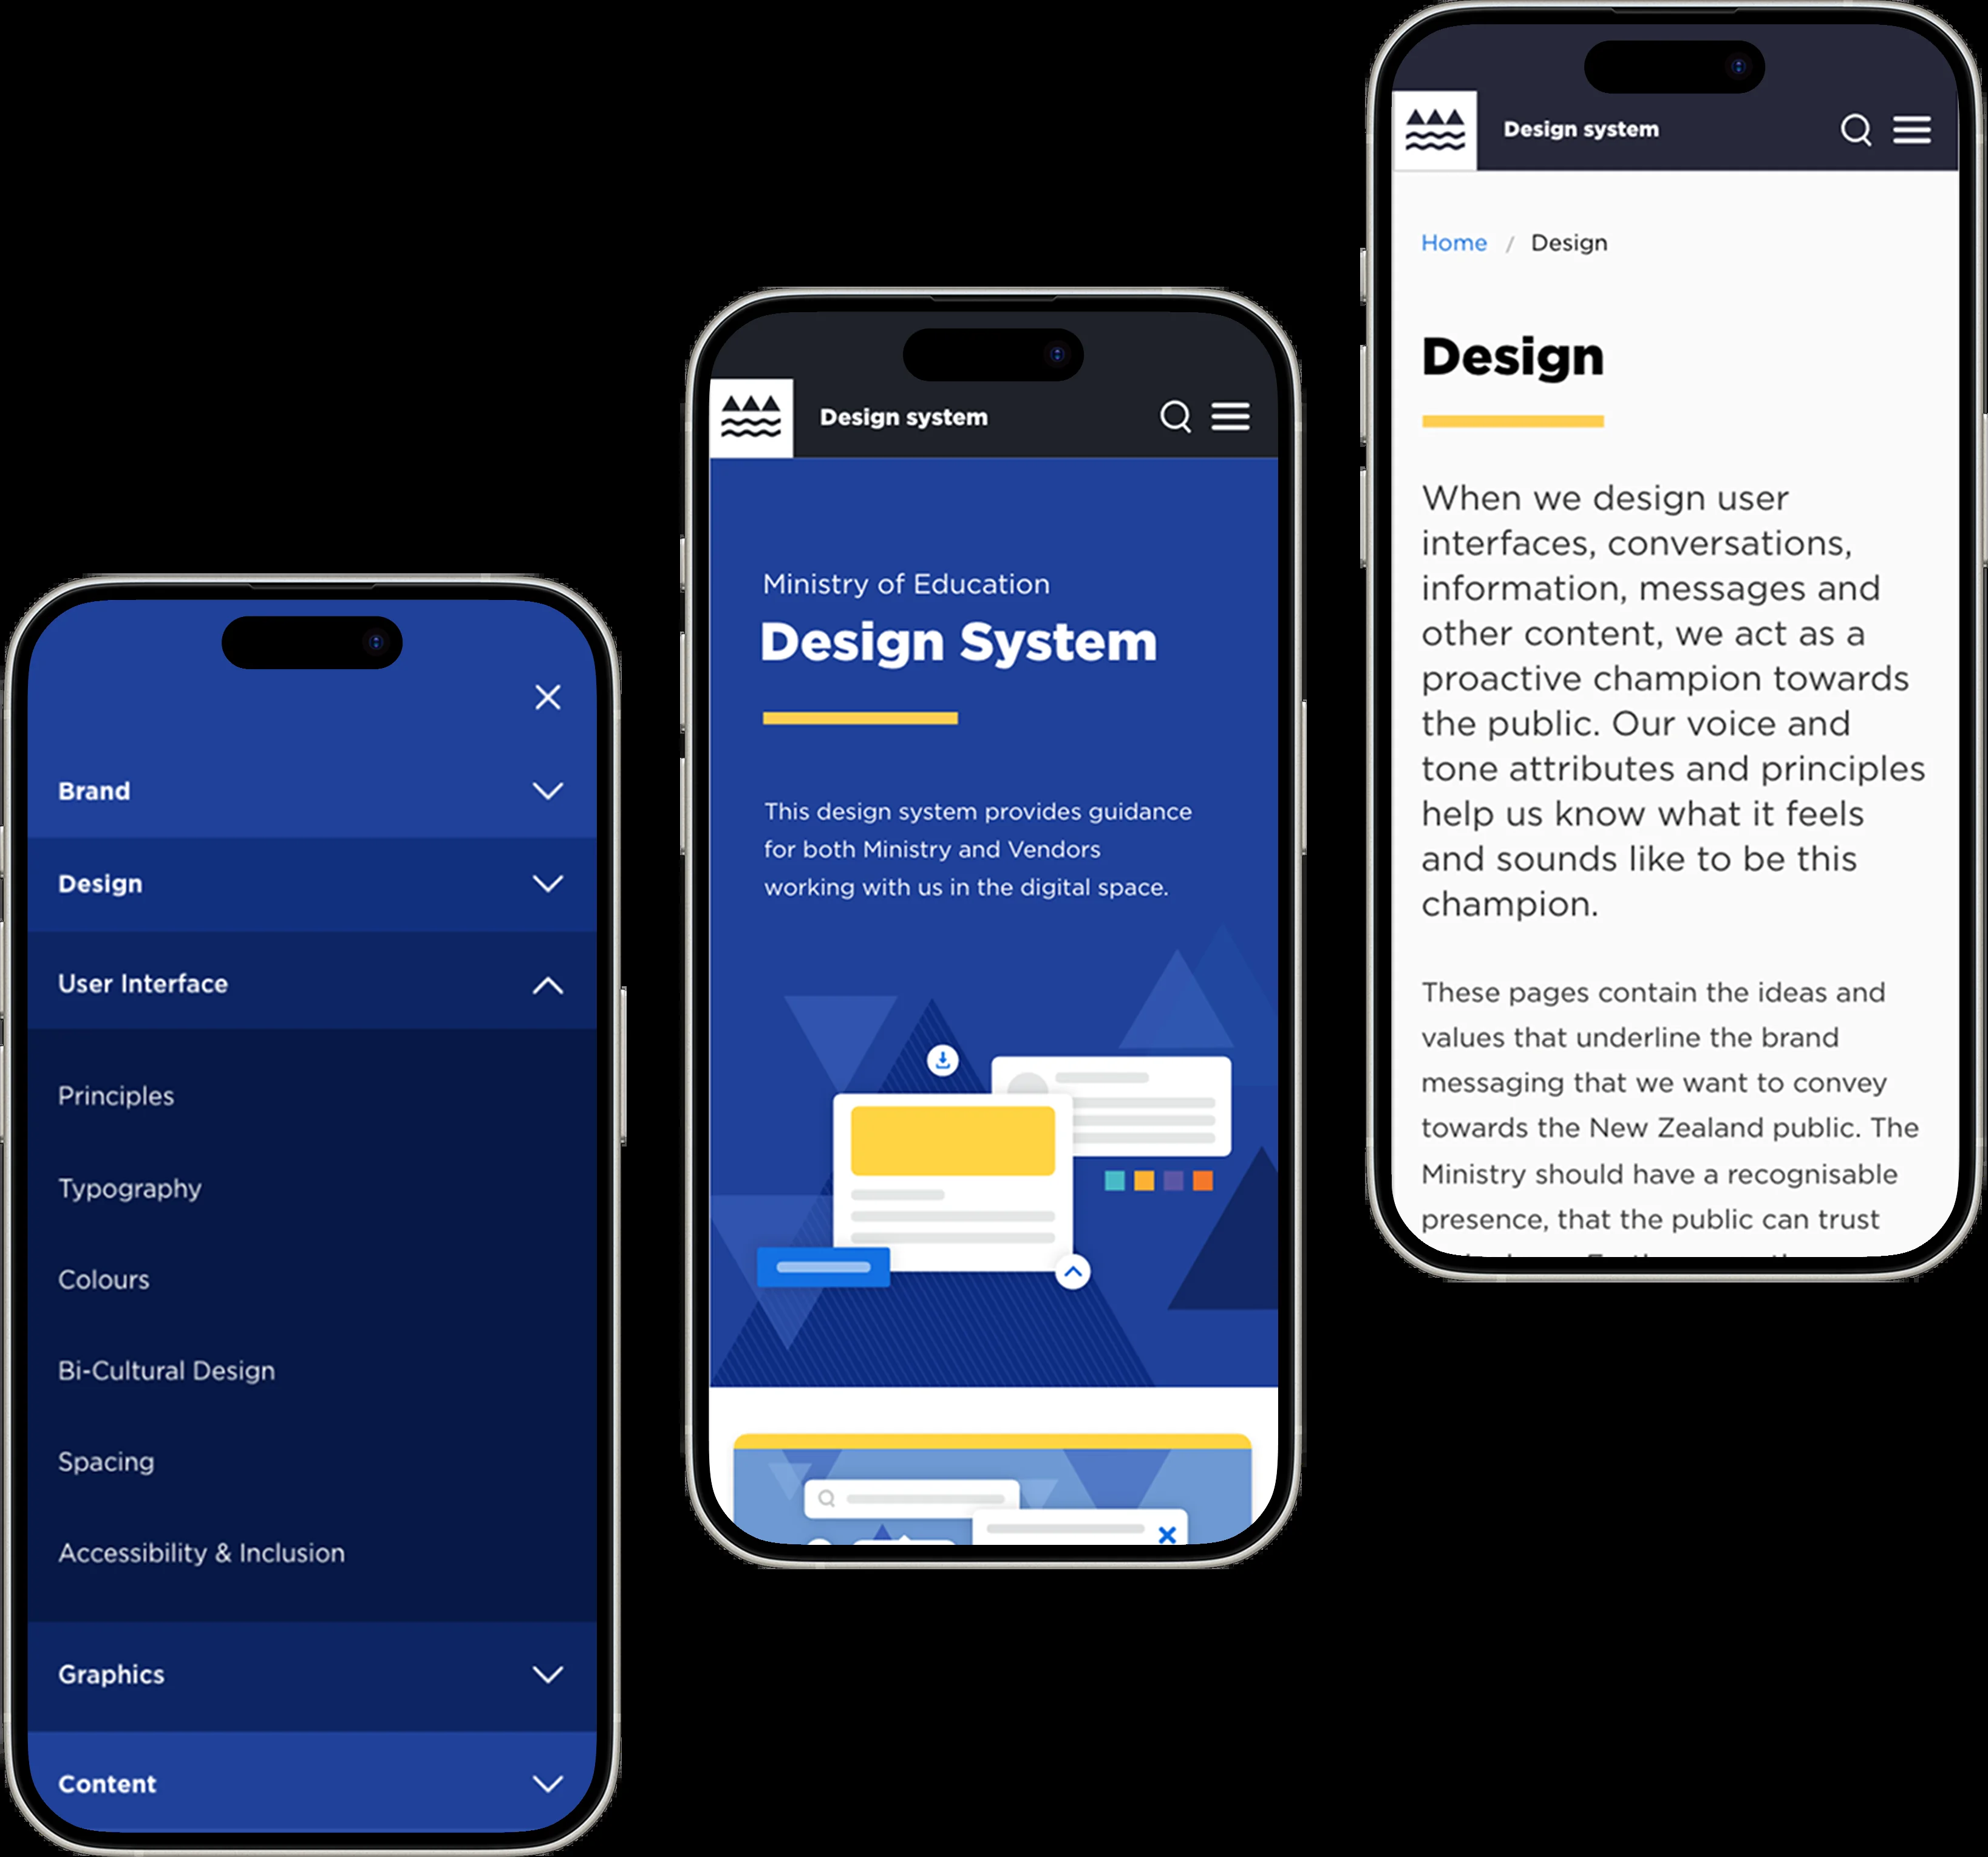 Brand
Design
User Interface
Principles
Typography
Colours
Bi-Cultural Design
Spacing
Accessibility & Inclusion
Graphics
Content
Design system
Ministry of Education
Design System
This design system provides guidance
for both Ministry and Vendors
working with us in the digital space.
Design system
Home / Design
Design
When we design user
interfaces, conversations,
information, messages and
other content, we act as a
proactive champion towards
the public. Our voice and
tone attributes and principles
help us know what it feels
and sounds like to be this
champion.
These pages contain the ideas and
values that underline the brand
messaging that we want to convey
towards the New Zealand public. The
Ministry should have a recognisable
presence, that the public can trust